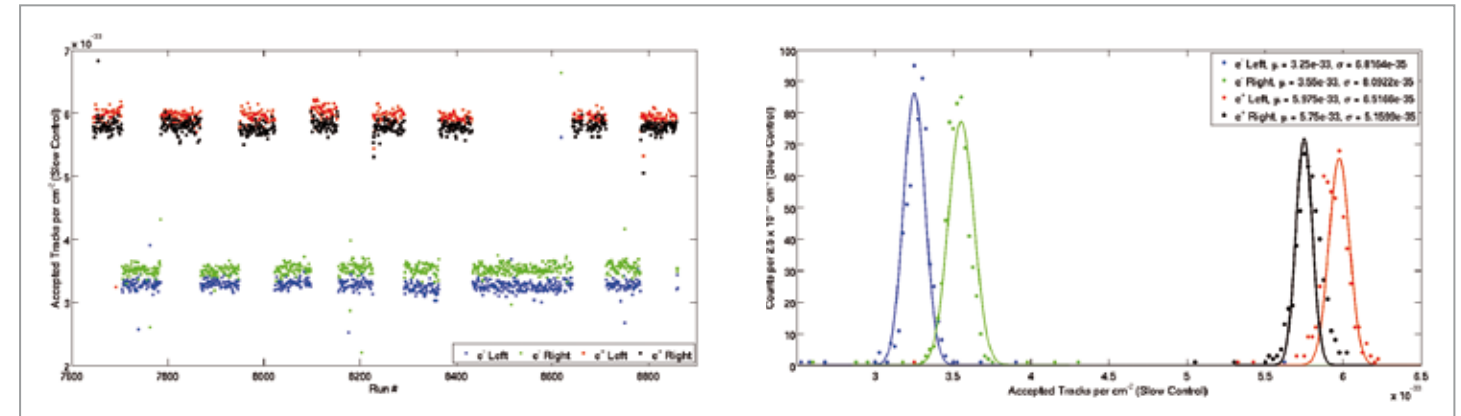 x 10⁻³³
7
6
5
4
3
2
Accepted Tracks per cm⁻² (Slow Control)
7600 7800 8000 8200 8400 8600 8800
Run #
e⁻ Left e⁻ Right e⁺ Left e⁺ Right
100
90
80
70
60
50
40
30
20
10
0
Counts per 2.5 x 10 cm⁻² (Slow Control)
e⁻ Left, μ = 3.25e-33, σ = 6.8164e-35
e⁻ Right, μ = 3.55e-33, σ = 8.0922e-35
e⁺ Left, μ = 5.975e-33, σ = 6.5166e-35
e⁺ Right, μ = 5.75e-33, σ = 5.1599e-35
3 3.5 4 4.5 5 5.5 6 6.5
Accepted Tracks per cm⁻² (Slow Control)
x 10⁻³³